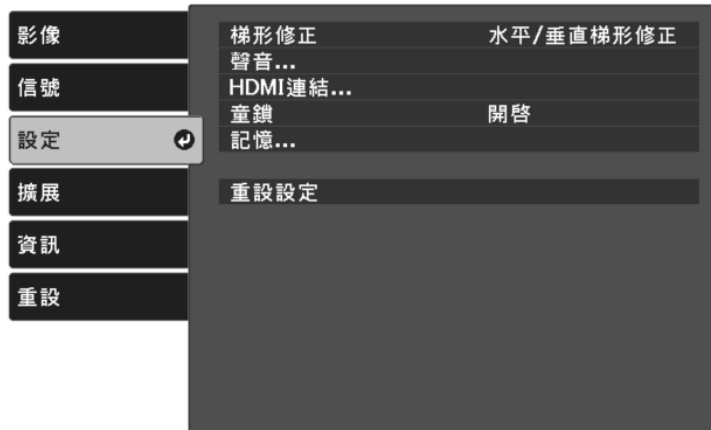 影像
信號
設定
擴展
資訊
重設
梯形修正 水平/垂直梯形修正
聲音...
HDMI連結...
童鎖 開啓
記憶...
重設設定